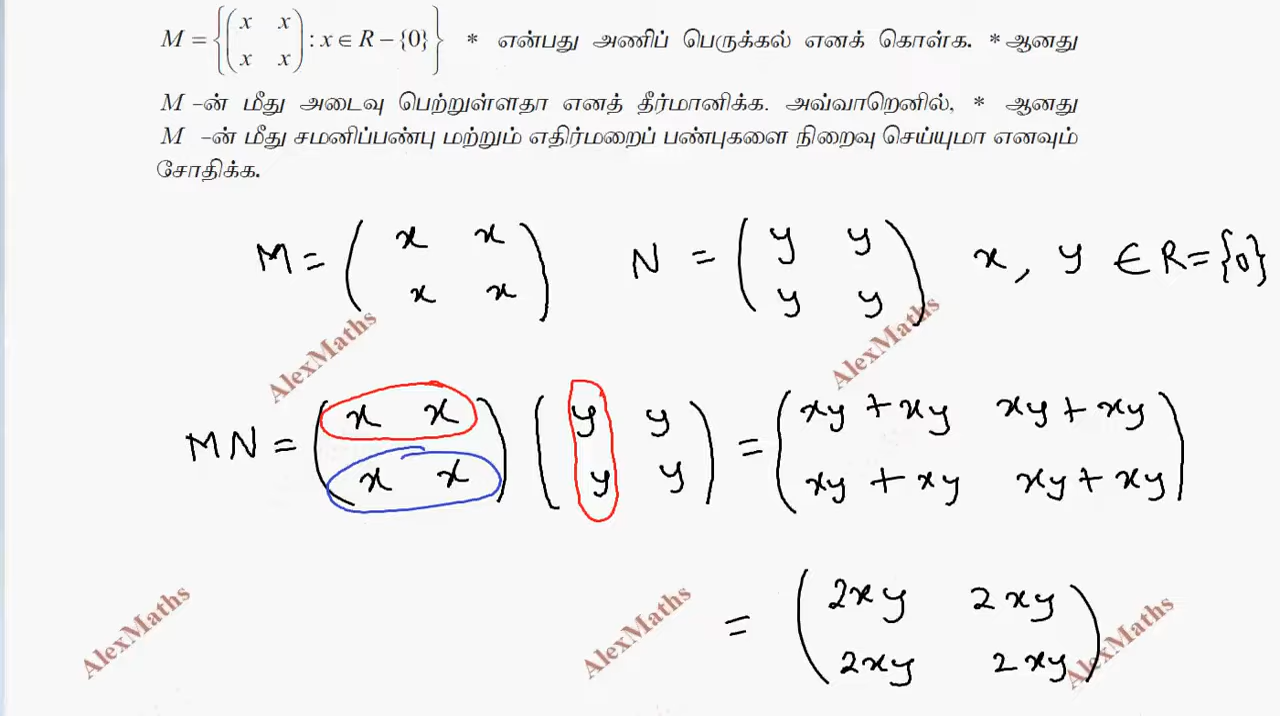 M = {(x x
x x) : x ∈ R − {0}} * என்பது அணிப் பெருக்கல் எனக் கொள்க. * ஆனது
M -ன் மீது அடைவு பெற்றுள்ளதா எனத் தீர்மானிக்க. அவ்வாறெனில், * ஆனது
M -ன் மீது சமனிப்பண்பு மற்றும் எதிர்மறைப் பண்புகளை நிறைவு செய்யுமா எனவும்
சோதிக்க.
M = (x x
x x) N = (y y
y y) x, y ∈ R = {0}
AlexMaths AlexMaths
MN = (x x
x x) (y y
y y) = (xy + xy xy + xy
xy + xy xy + xy)
= (2xy 2xy
2xy 2xy)
AlexMaths AlexMaths AlexMaths